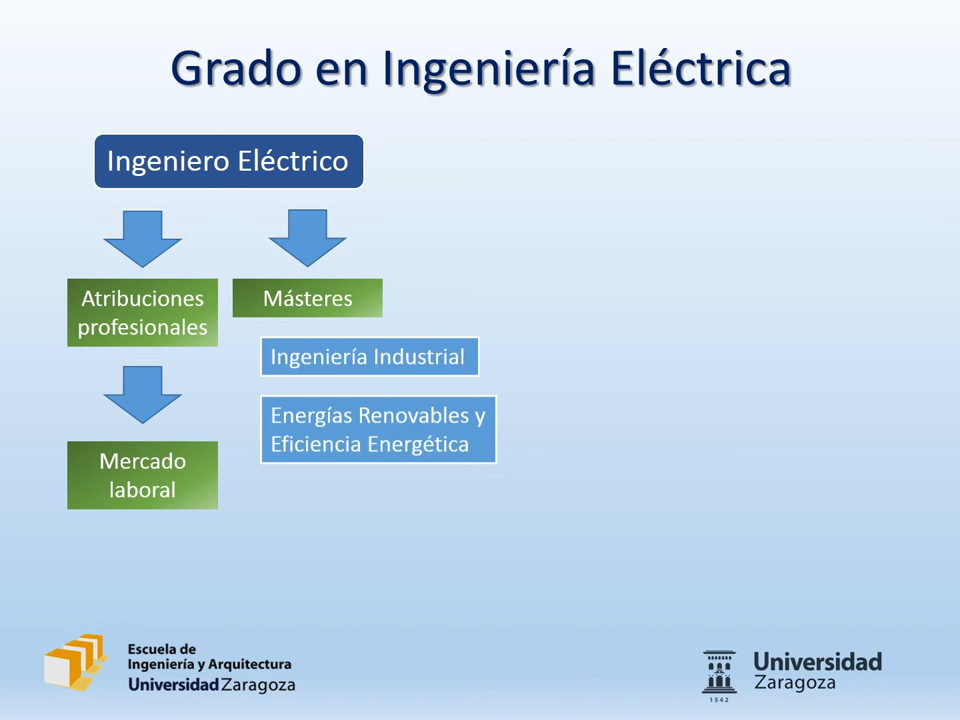 Grado en Ingeniería Eléctrica
Ingeniero Eléctrico
Atribuciones
profesionales
Másteres
Ingeniería Industrial
Energías Renovables y
Eficiencia Energética
Mercado
laboral
Escuela de
Ingeniería y Arquitectura
Universidad Zaragoza
Universidad
Zaragoza
1542